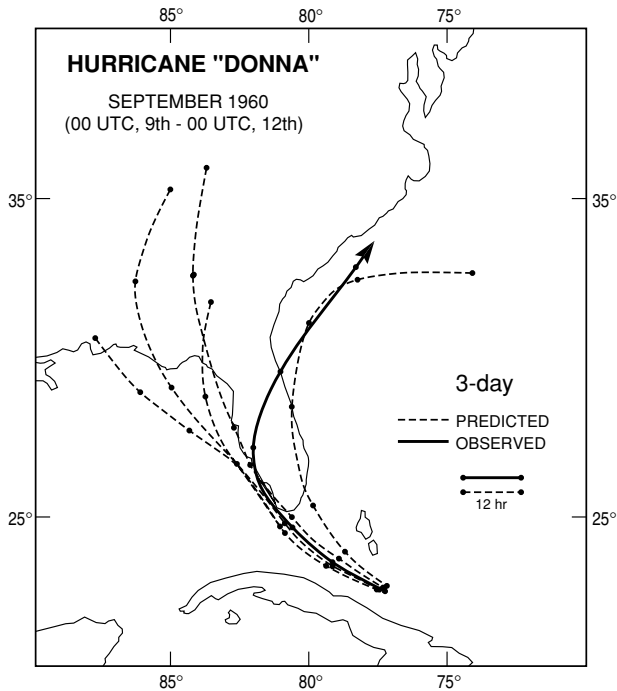 85° 80° 75°
HURRICANE "DONNA"
SEPTEMBER 1960
(00 UTC, 9th - 00 UTC, 12th)
35° 35°
3-day
PREDICTED
OBSERVED
12 hr
25° 25°
85° 80° 75°